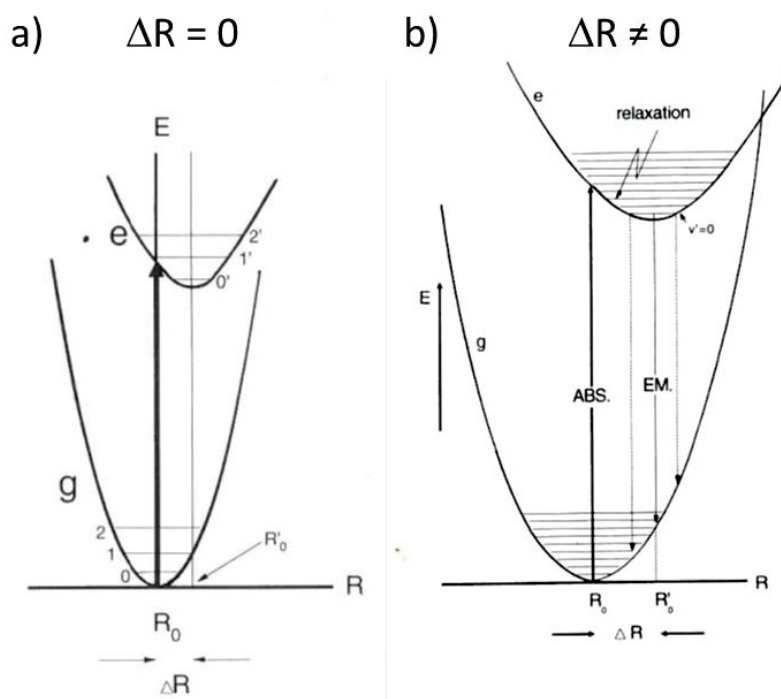 a) ΔR = 0
E
e
2'
1'
0'
g
2
1
0
R'₀
R
R₀
ΔR
b) ΔR ≠ 0
e
relaxation
v'=0
E
g
ABS.
EM.
R
R₀
R'₀
ΔR